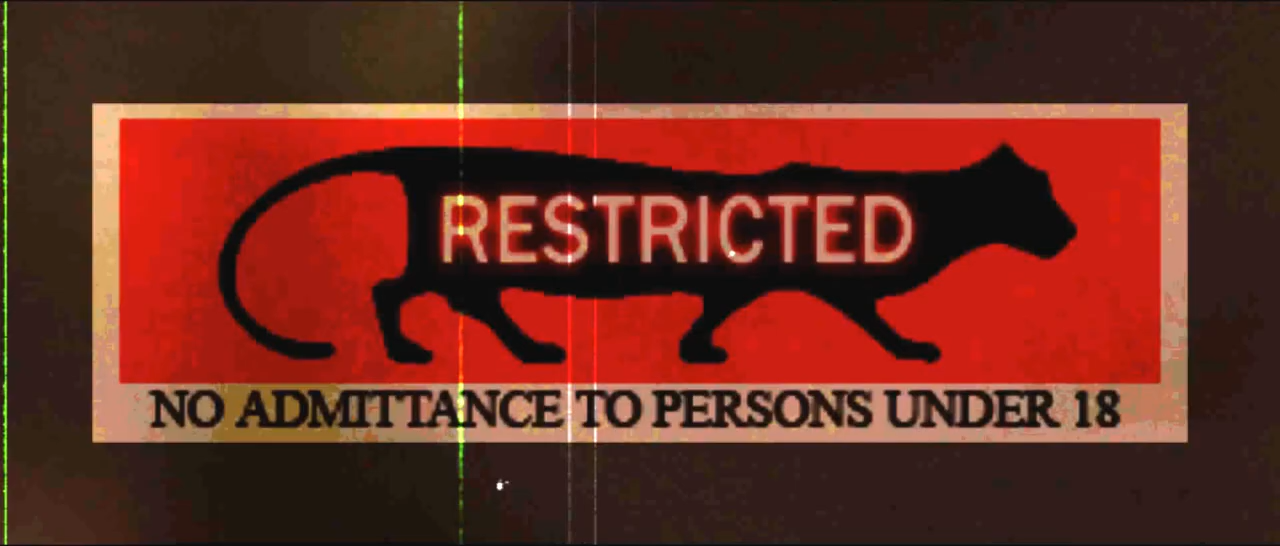 RESTRICTED
NO ADMITTANCE TO PERSONS UNDER 18